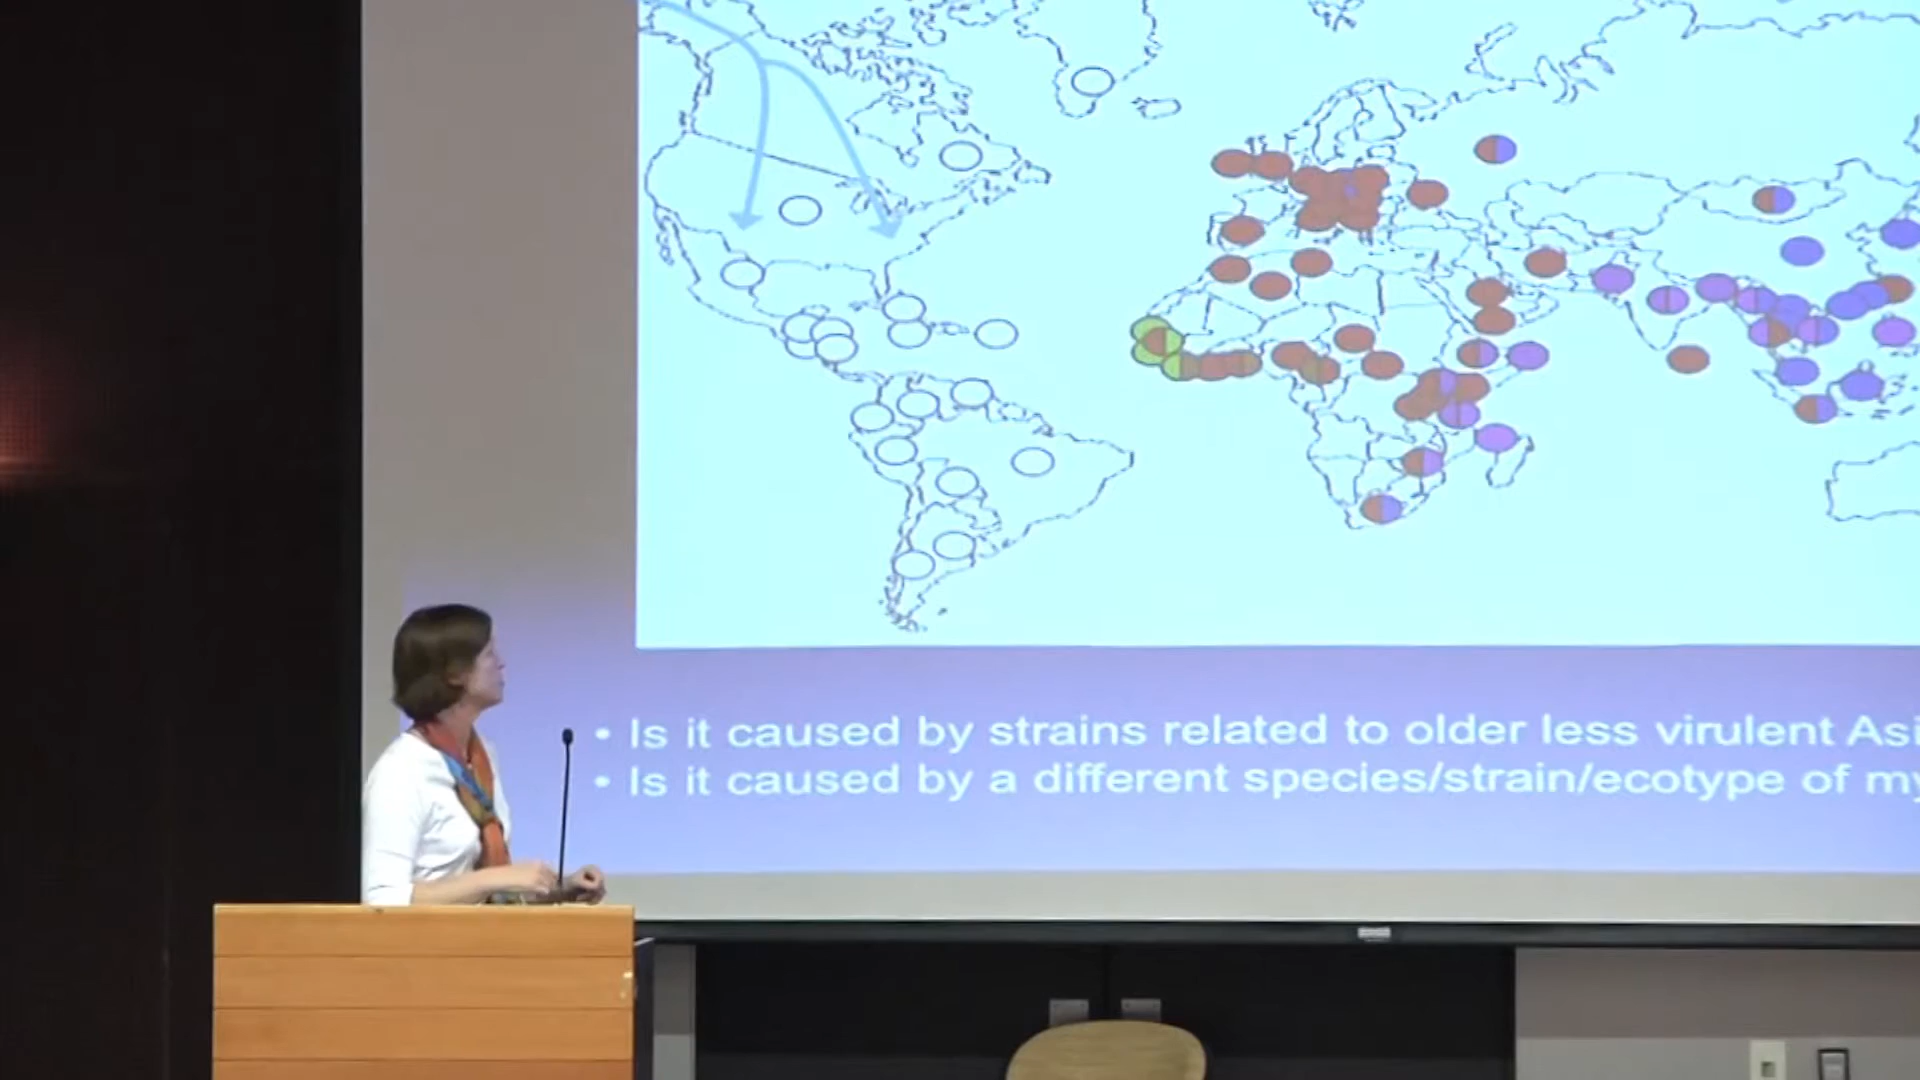 • Is it caused by strains related to older less virulent Asi
• Is it caused by a different species/strain/ecotype of my